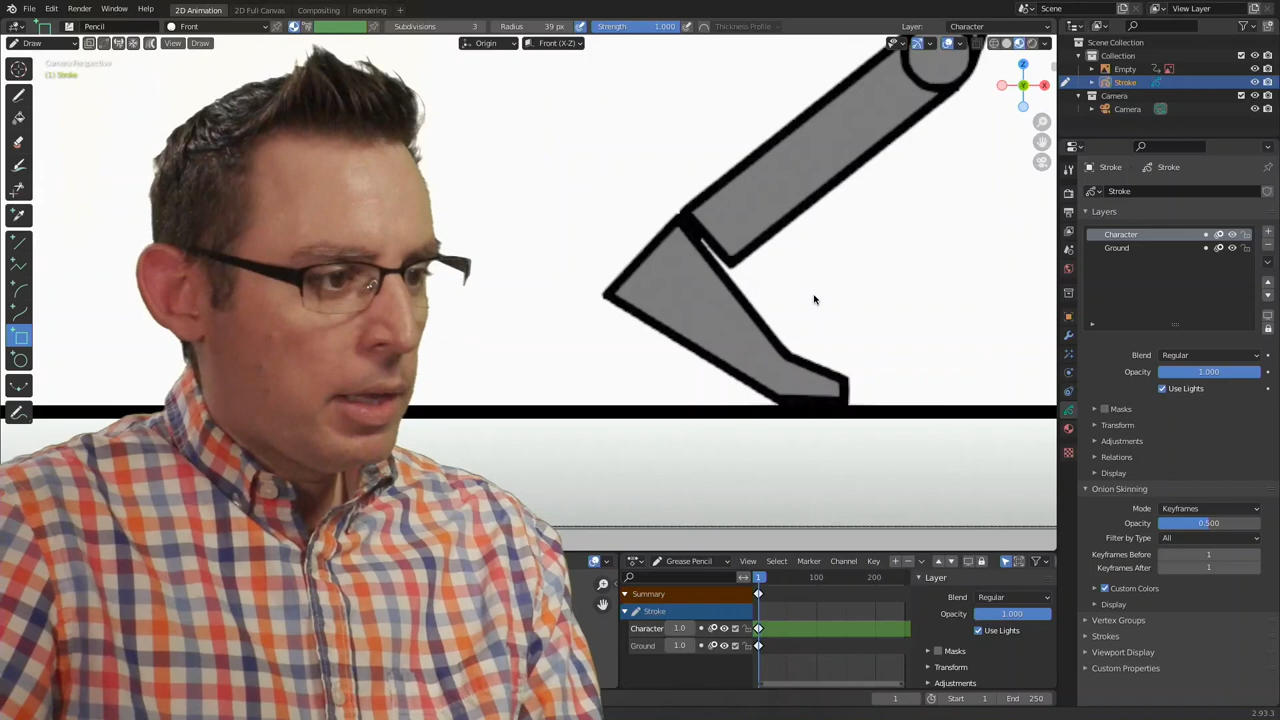 File Edit Render Window Help 2D Animation 2D Full Canvas Compositing Rendering Scene View Layer
Pencil Front Subdivisions 3 Radius 39 px Strength 1.000 Thickness Profile Layer: Character
Draw View Draw Origin Front (X-Z)
Camera Perspective
(1) Stroke
Z
X
Y
Scene Collection
Collection
Empty
Stroke
Camera
Camera
Stroke Stroke
Stroke
Layers
Character
Ground
Blend Regular
Opacity 1.000
Use Lights
Masks
Transform
Adjustments
Relations
Display
Onion Skinning
Mode Keyframes
Opacity 0.500
Filter by Type All
Keyframes Before 1
Keyframes After 1
Custom Colors
Display
Vertex Groups
Strokes
Viewport Display
Custom Properties
Grease Pencil View Select Marker Channel Key
1 100 200
Summary
Stroke
Character 1.0
Ground 1.0
Layer
Blend Regular
Opacity 1.000
Use Lights
Masks
Transform
Adjustments
1 Start 1 End 250
2.93.3